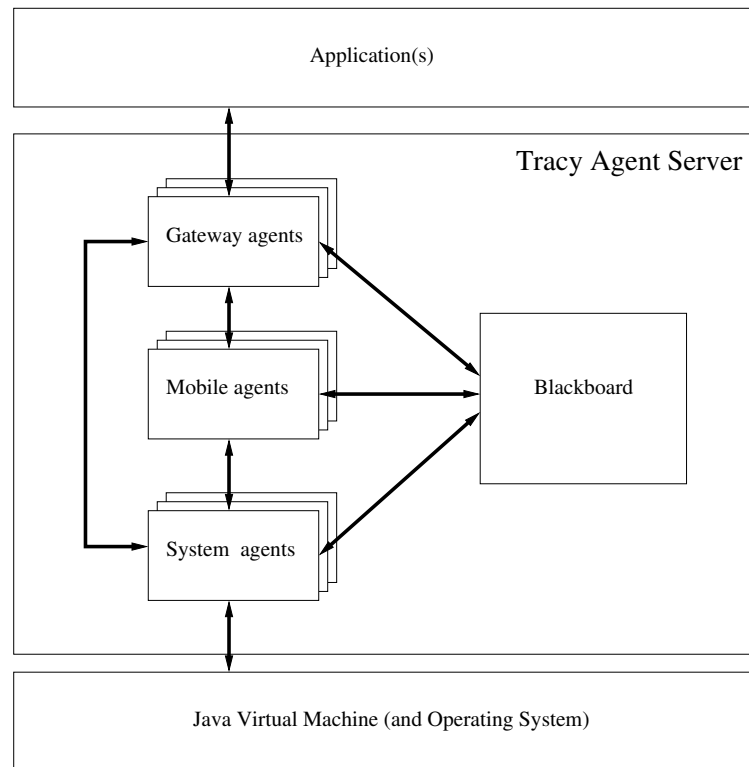 Application(s)
Tracy Agent Server
Gateway agents
Mobile agents
Blackboard
System agents
Java Virtual Machine (and Operating System)